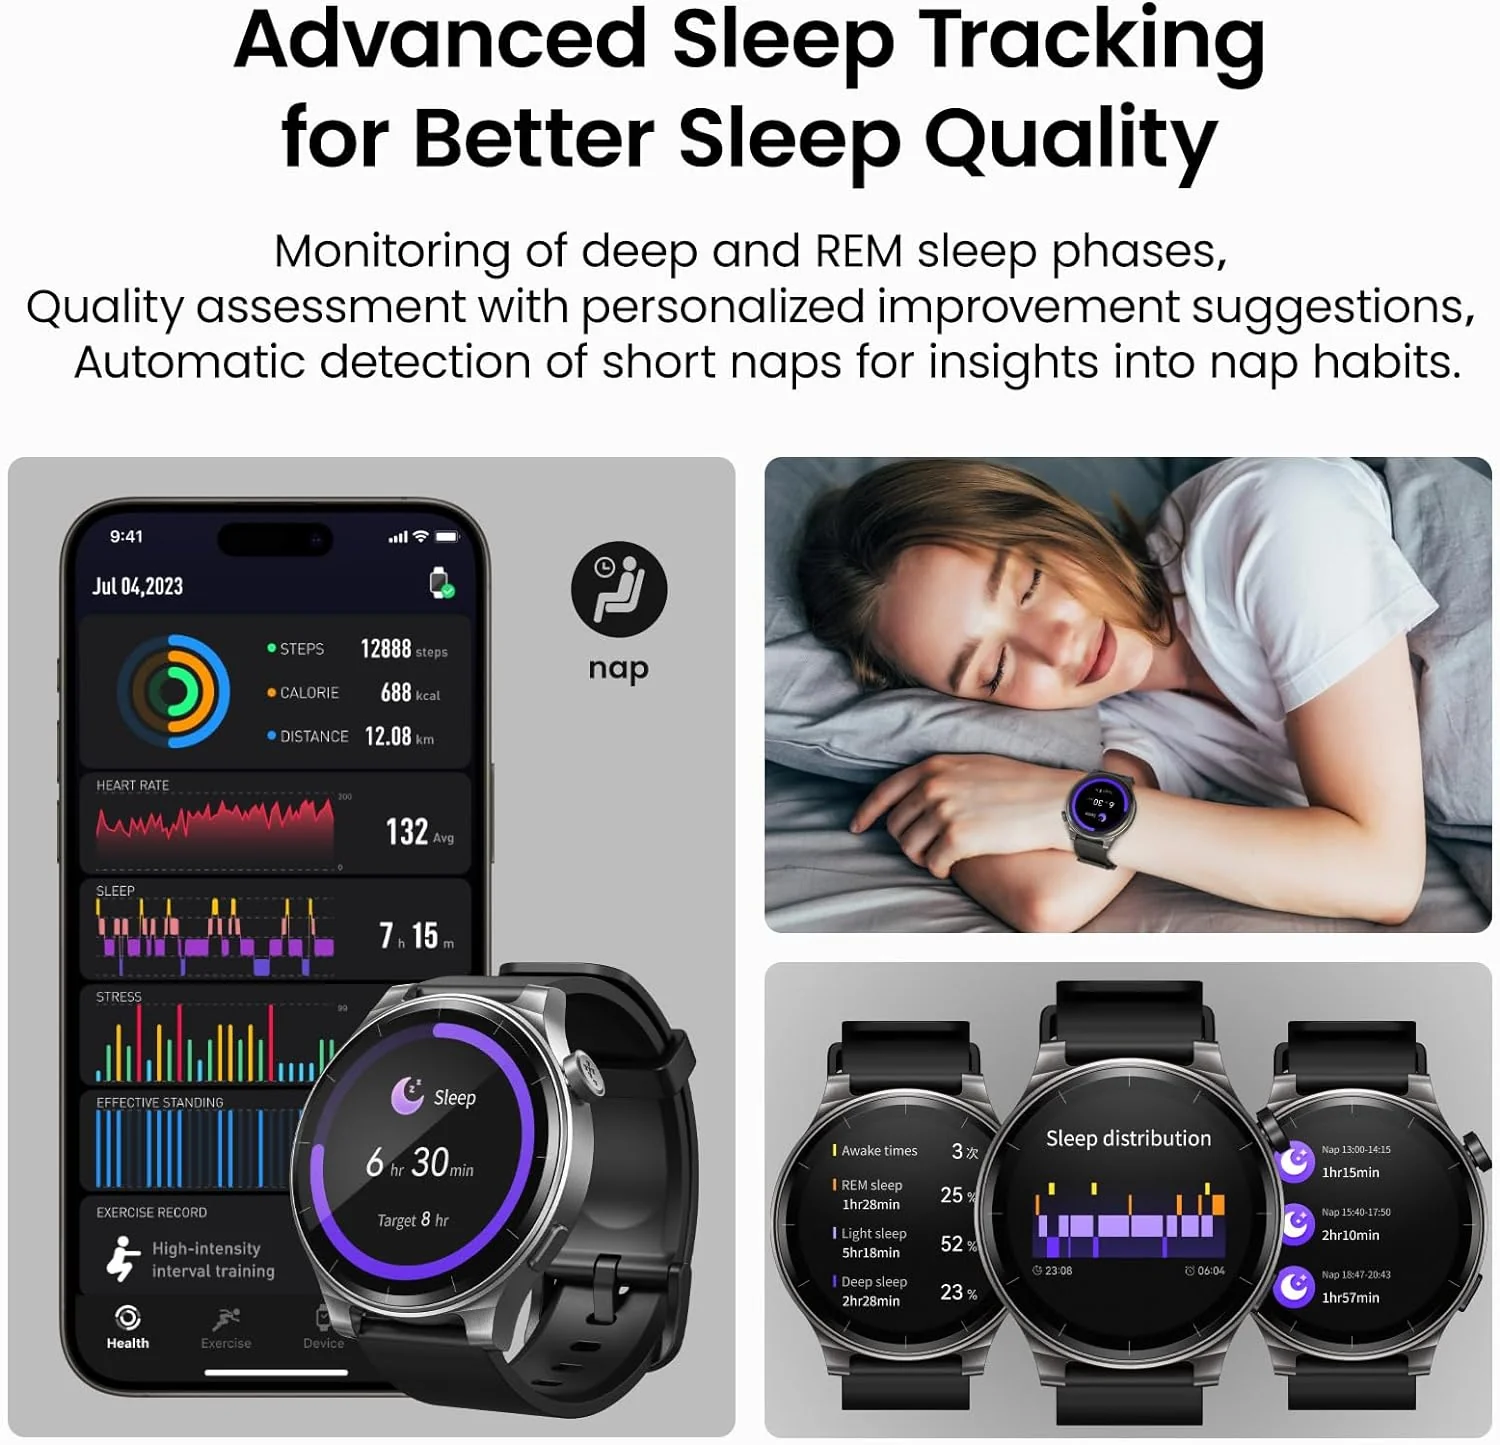 Advanced Sleep Tracking
for Better Sleep Quality
Monitoring of deep and REM sleep phases,
Quality assessment with personalized improvement suggestions,
Automatic detection of short naps for insights into nap habits.
9:41
Jul 04,2023
STEPS 12888 steps
CALORIE 688 kcal
DISTANCE 12.08 km
HEART RATE
200
132 Avg
0
SLEEP
7 h 15 m
STRESS
99
EFFECTIVE STANDING
EXERCISE RECORD
High-intensity
interval training
Health Exercise Device
nap
z z
Sleep
6 hr 30 min
Target 8 hr
Sleep
6 hr 30
Awake times 3 次
REM sleep
1hr28min
25 %
Light sleep
5hr18min
52 %
Deep sleep
2hr28min
23 %
Sleep distribution
23:08 06:04
Nap 13:00-14:15
1hr15min
Nap 15:40-17:50
2hr10min
Nap 18:47-20:43
1hr57min